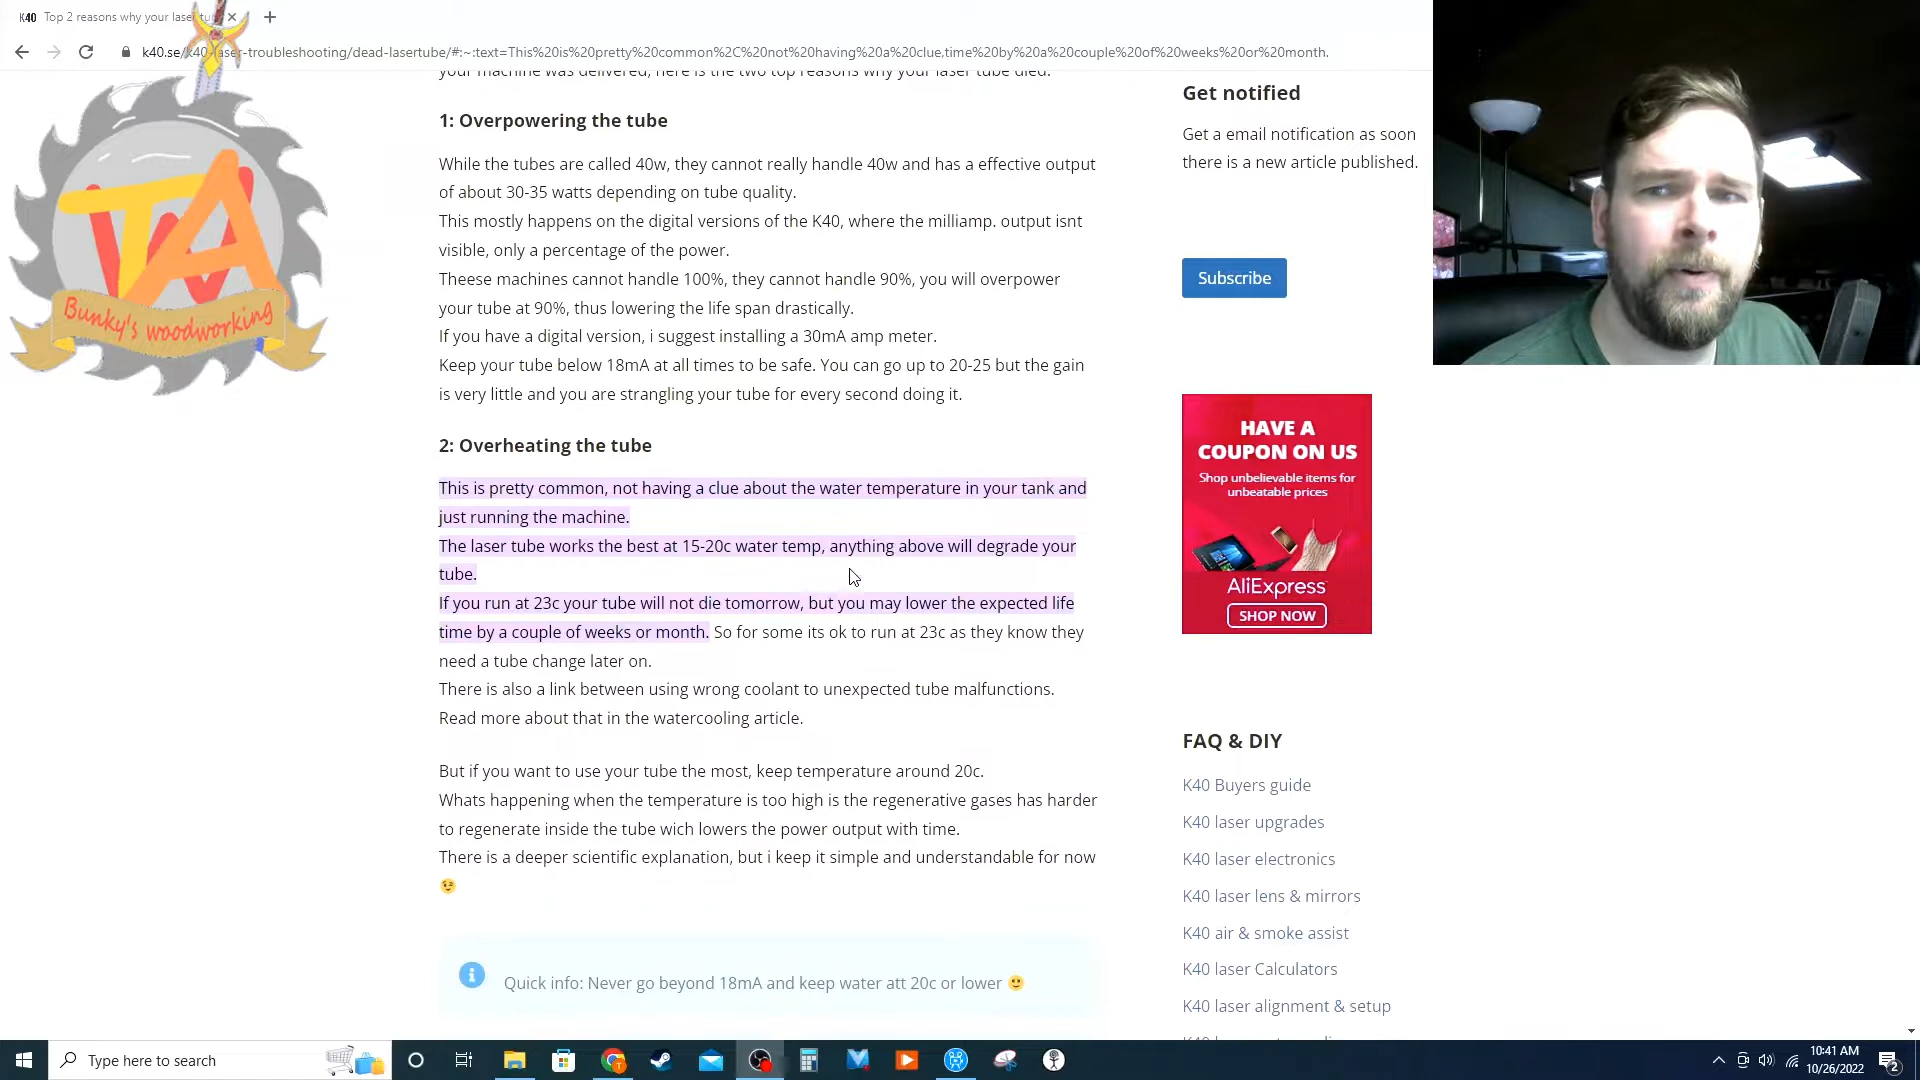 K40 Top 2 reasons why your laser tu
k40.se/k40-laser-troubleshooting/dead-lasertube/#:~:text=This%20is%20pretty%20common%2C%20not%20having%20a%20clue,time%20by%20a%20couple%20of%20weeks%20or%20month.
your machine was delivered, here is the two top reasons why your laser tube died.
1: Overpowering the tube
While the tubes are called 40w, they cannot really handle 40w and has a effective output
of about 30-35 watts depending on tube quality.
This mostly happens on the digital versions of the K40, where the milliamp. output isnt
visible, only a percentage of the power.
Theese machines cannot handle 100%, they cannot handle 90%, you will overpower
your tube at 90%, thus lowering the life span drastically.
If you have a digital version, i suggest installing a 30mA amp meter.
Keep your tube below 18mA at all times to be safe. You can go up to 20-25 but the gain
is very little and you are strangling your tube for every second doing it.
2: Overheating the tube
This is pretty common, not having a clue about the water temperature in your tank and
just running the machine.
The laser tube works the best at 15-20c water temp, anything above will degrade your
tube.
If you run at 23c your tube will not die tomorrow, but you may lower the expected life
time by a couple of weeks or month. So for some its ok to run at 23c as they know they
need a tube change later on.
There is also a link between using wrong coolant to unexpected tube malfunctions.
Read more about that in the watercooling article.
But if you want to use your tube the most, keep temperature around 20c.
Whats happening when the temperature is too high is the regenerative gases has harder
to regenerate inside the tube wich lowers the power output with time.
There is a deeper scientific explanation, but i keep it simple and understandable for now
😉
Quick info: Never go beyond 18mA and keep water att 20c or lower 🙂
Get notified
Get a email notification as soon
there is a new article published.
Subscribe
HAVE A
COUPON ON US
Shop unbelievable items for
unbeatable prices
AliExpress
SHOP NOW
FAQ & DIY
K40 Buyers guide
K40 laser upgrades
K40 laser electronics
K40 laser lens & mirrors
K40 air & smoke assist
K40 laser Calculators
K40 laser alignment & setup
TWA
Bunky's woodworking
Type here to search
10:41 AM
10/26/2022
2